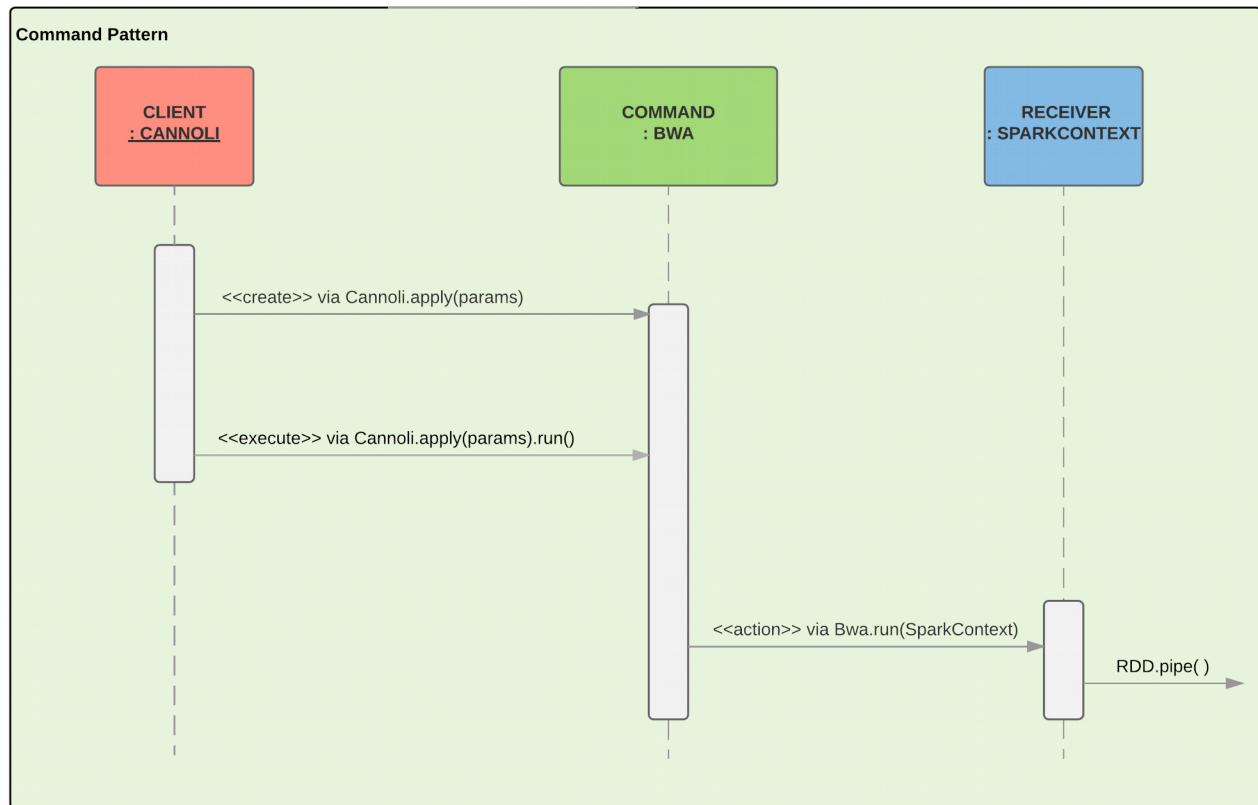 Command Pattern
CLIENT
: CANNOLI
COMMAND
: BWA
RECEIVER
: SPARKCONTEXT
<<create>> via Cannoli.apply(params)
<<execute>> via Cannoli.apply(params).run()
<<action>> via Bwa.run(SparkContext)
RDD.pipe( )